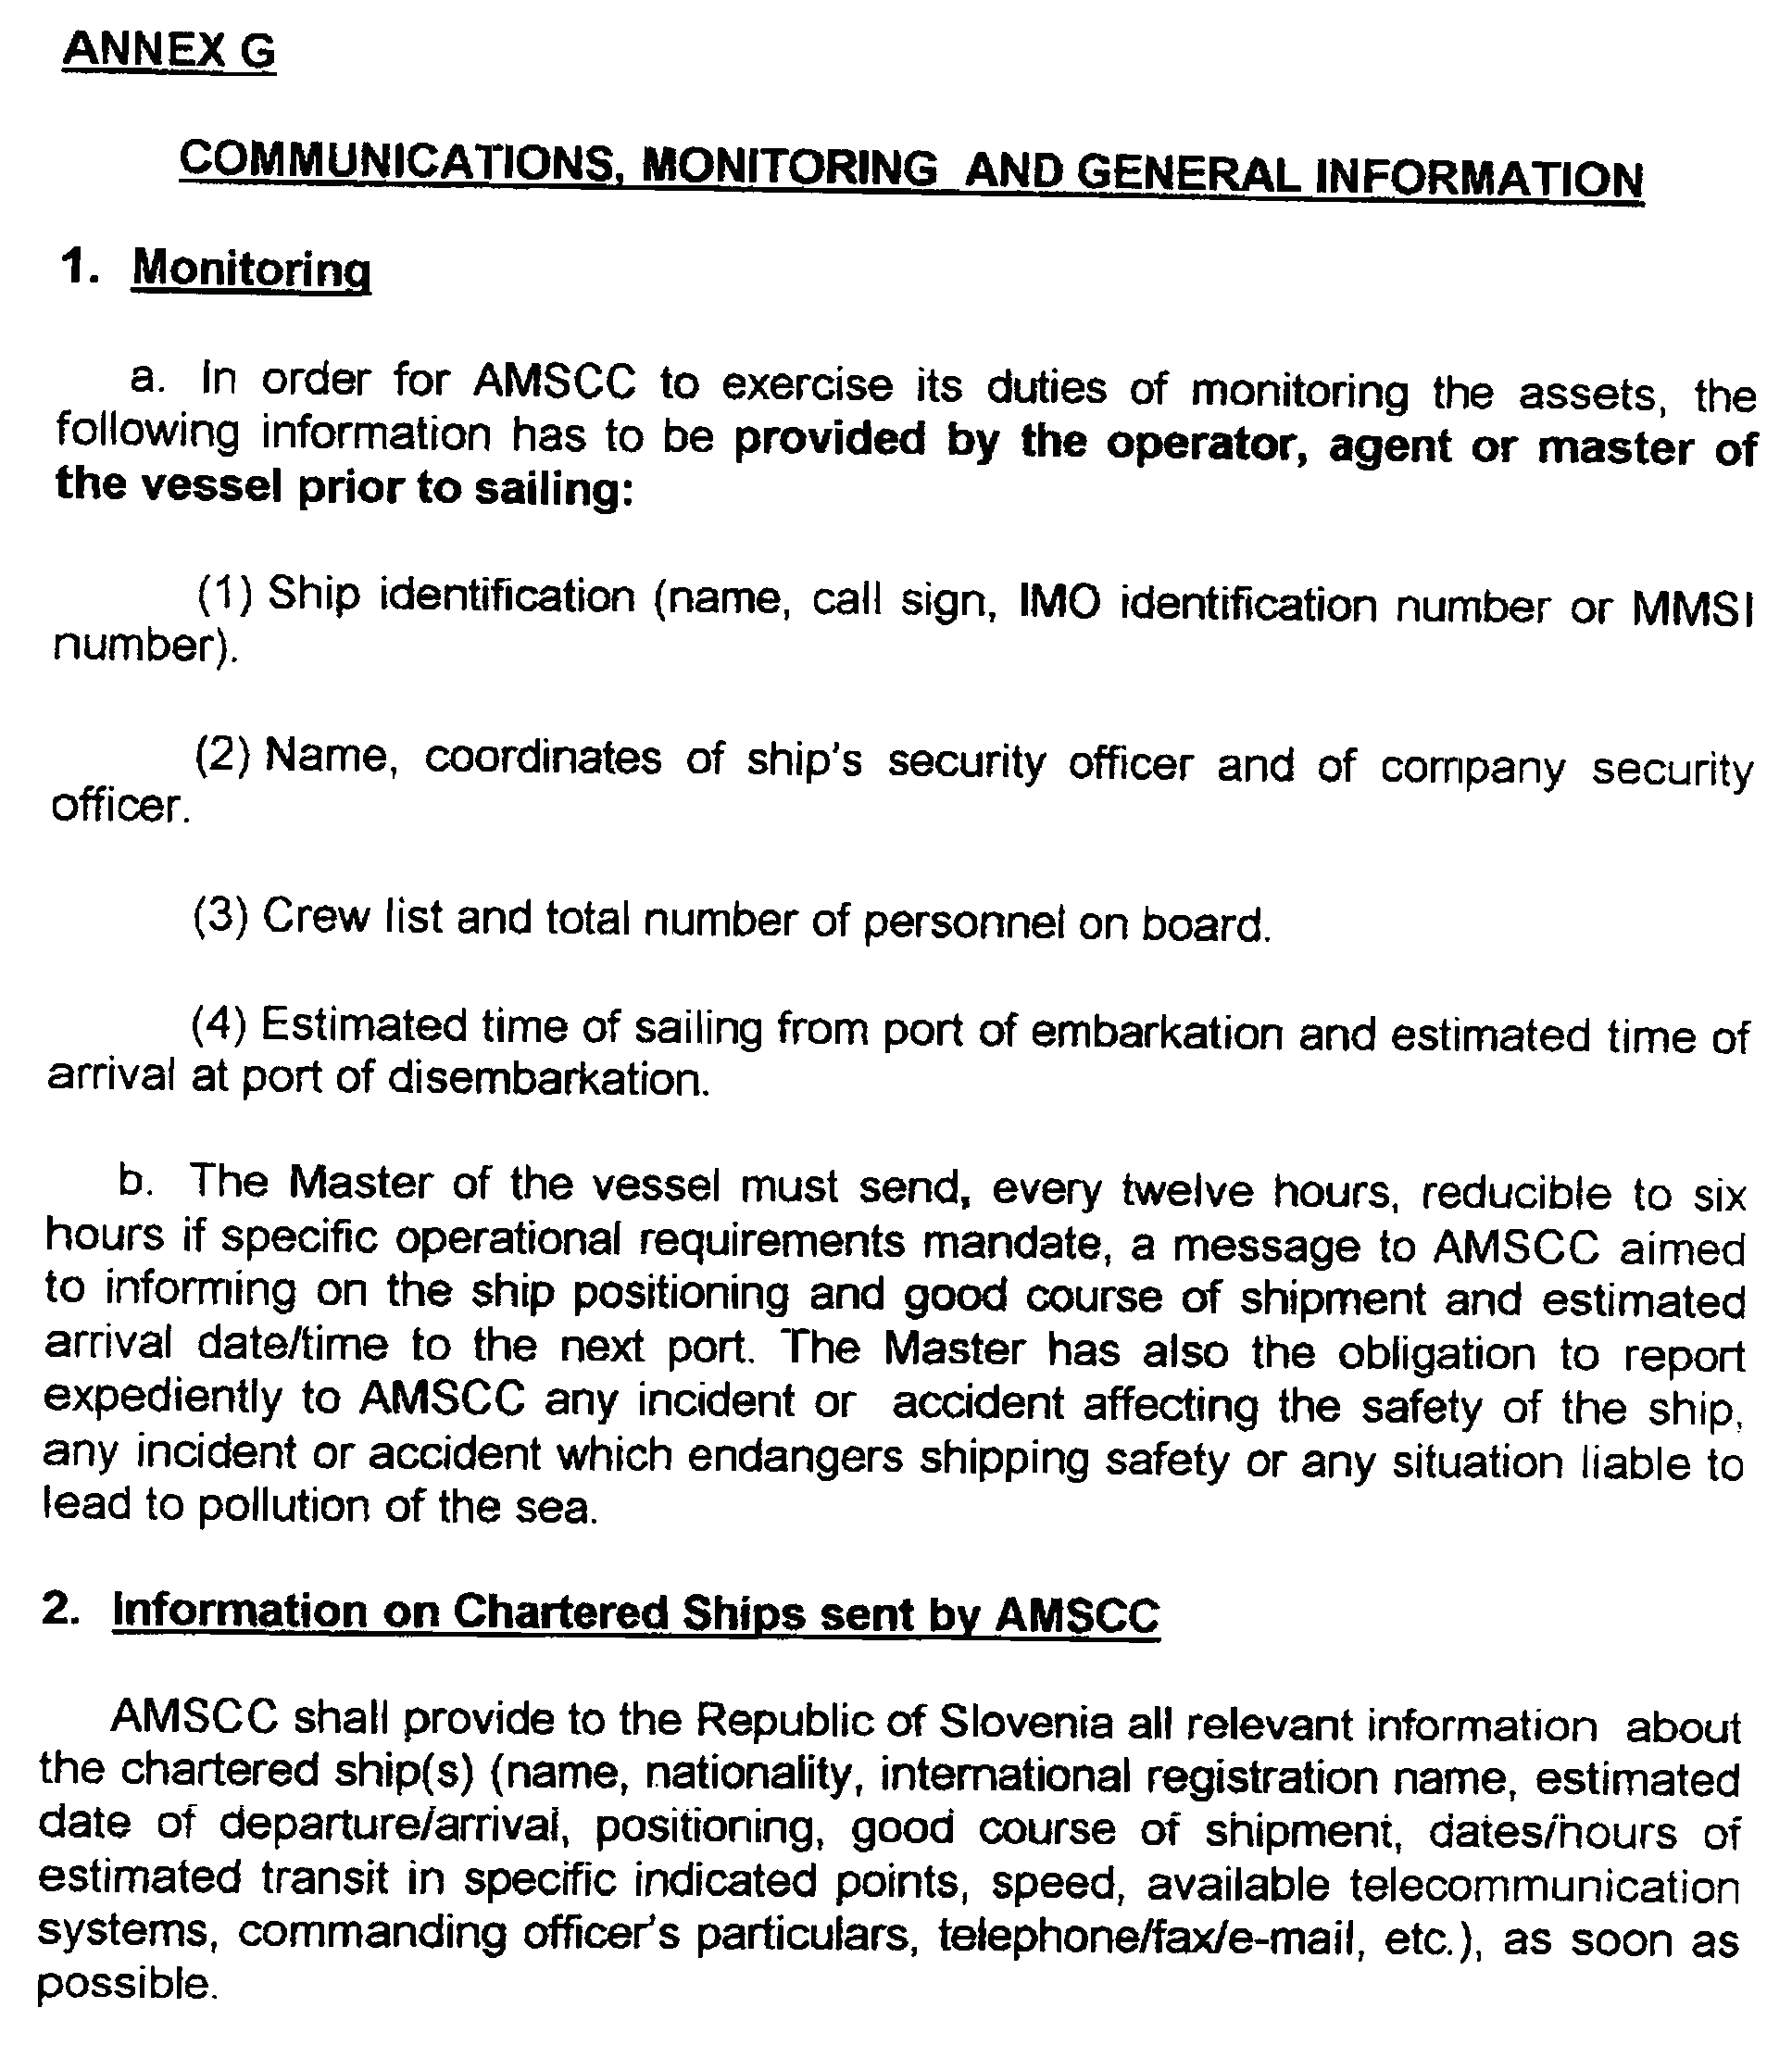 ANNEX G
COMMUNICATIONS, MONITORING AND GENERAL INFORMATION
1. Monitoring
a. In order for AMSCC to exercise its duties of monitoring the assets, the
following information has to be provided by the operator, agent or master of
the vessel prior to sailing:
(1) Ship identification (name, call sign, IMO identification number or MMSI
number).
(2) Name, coordinates of ship's security officer and of company security
officer.
(3) Crew list and total number of personnel on board.
(4) Estimated time of sailing from port of embarkation and estimated time of
arrival at port of disembarkation.
b. The Master of the vessel must send, every twelve hours, reducible to six
hours if specific operational requirements mandate, a message to AMSCC aimed
to informing on the ship positioning and good course of shipment and estimated
arrival date/time to the next port. The Master has also the obligation to report
expediently to AMSCC any incident or accident affecting the safety of the ship,
any incident or accident which endangers shipping safety or any situation liable to
lead to pollution of the sea.
2. Information on Chartered Ships sent by AMSCC
AMSCC shall provide to the Republic of Slovenia all relevant information about
the chartered ship(s) (name, nationality, international registration name, estimated
date of departure/arrival, positioning, good course of shipment, dates/hours of
estimated transit in specific indicated points, speed, available telecommunication
systems, commanding officer's particulars, telephone/fax/e-mail, etc.), as soon as
possible.